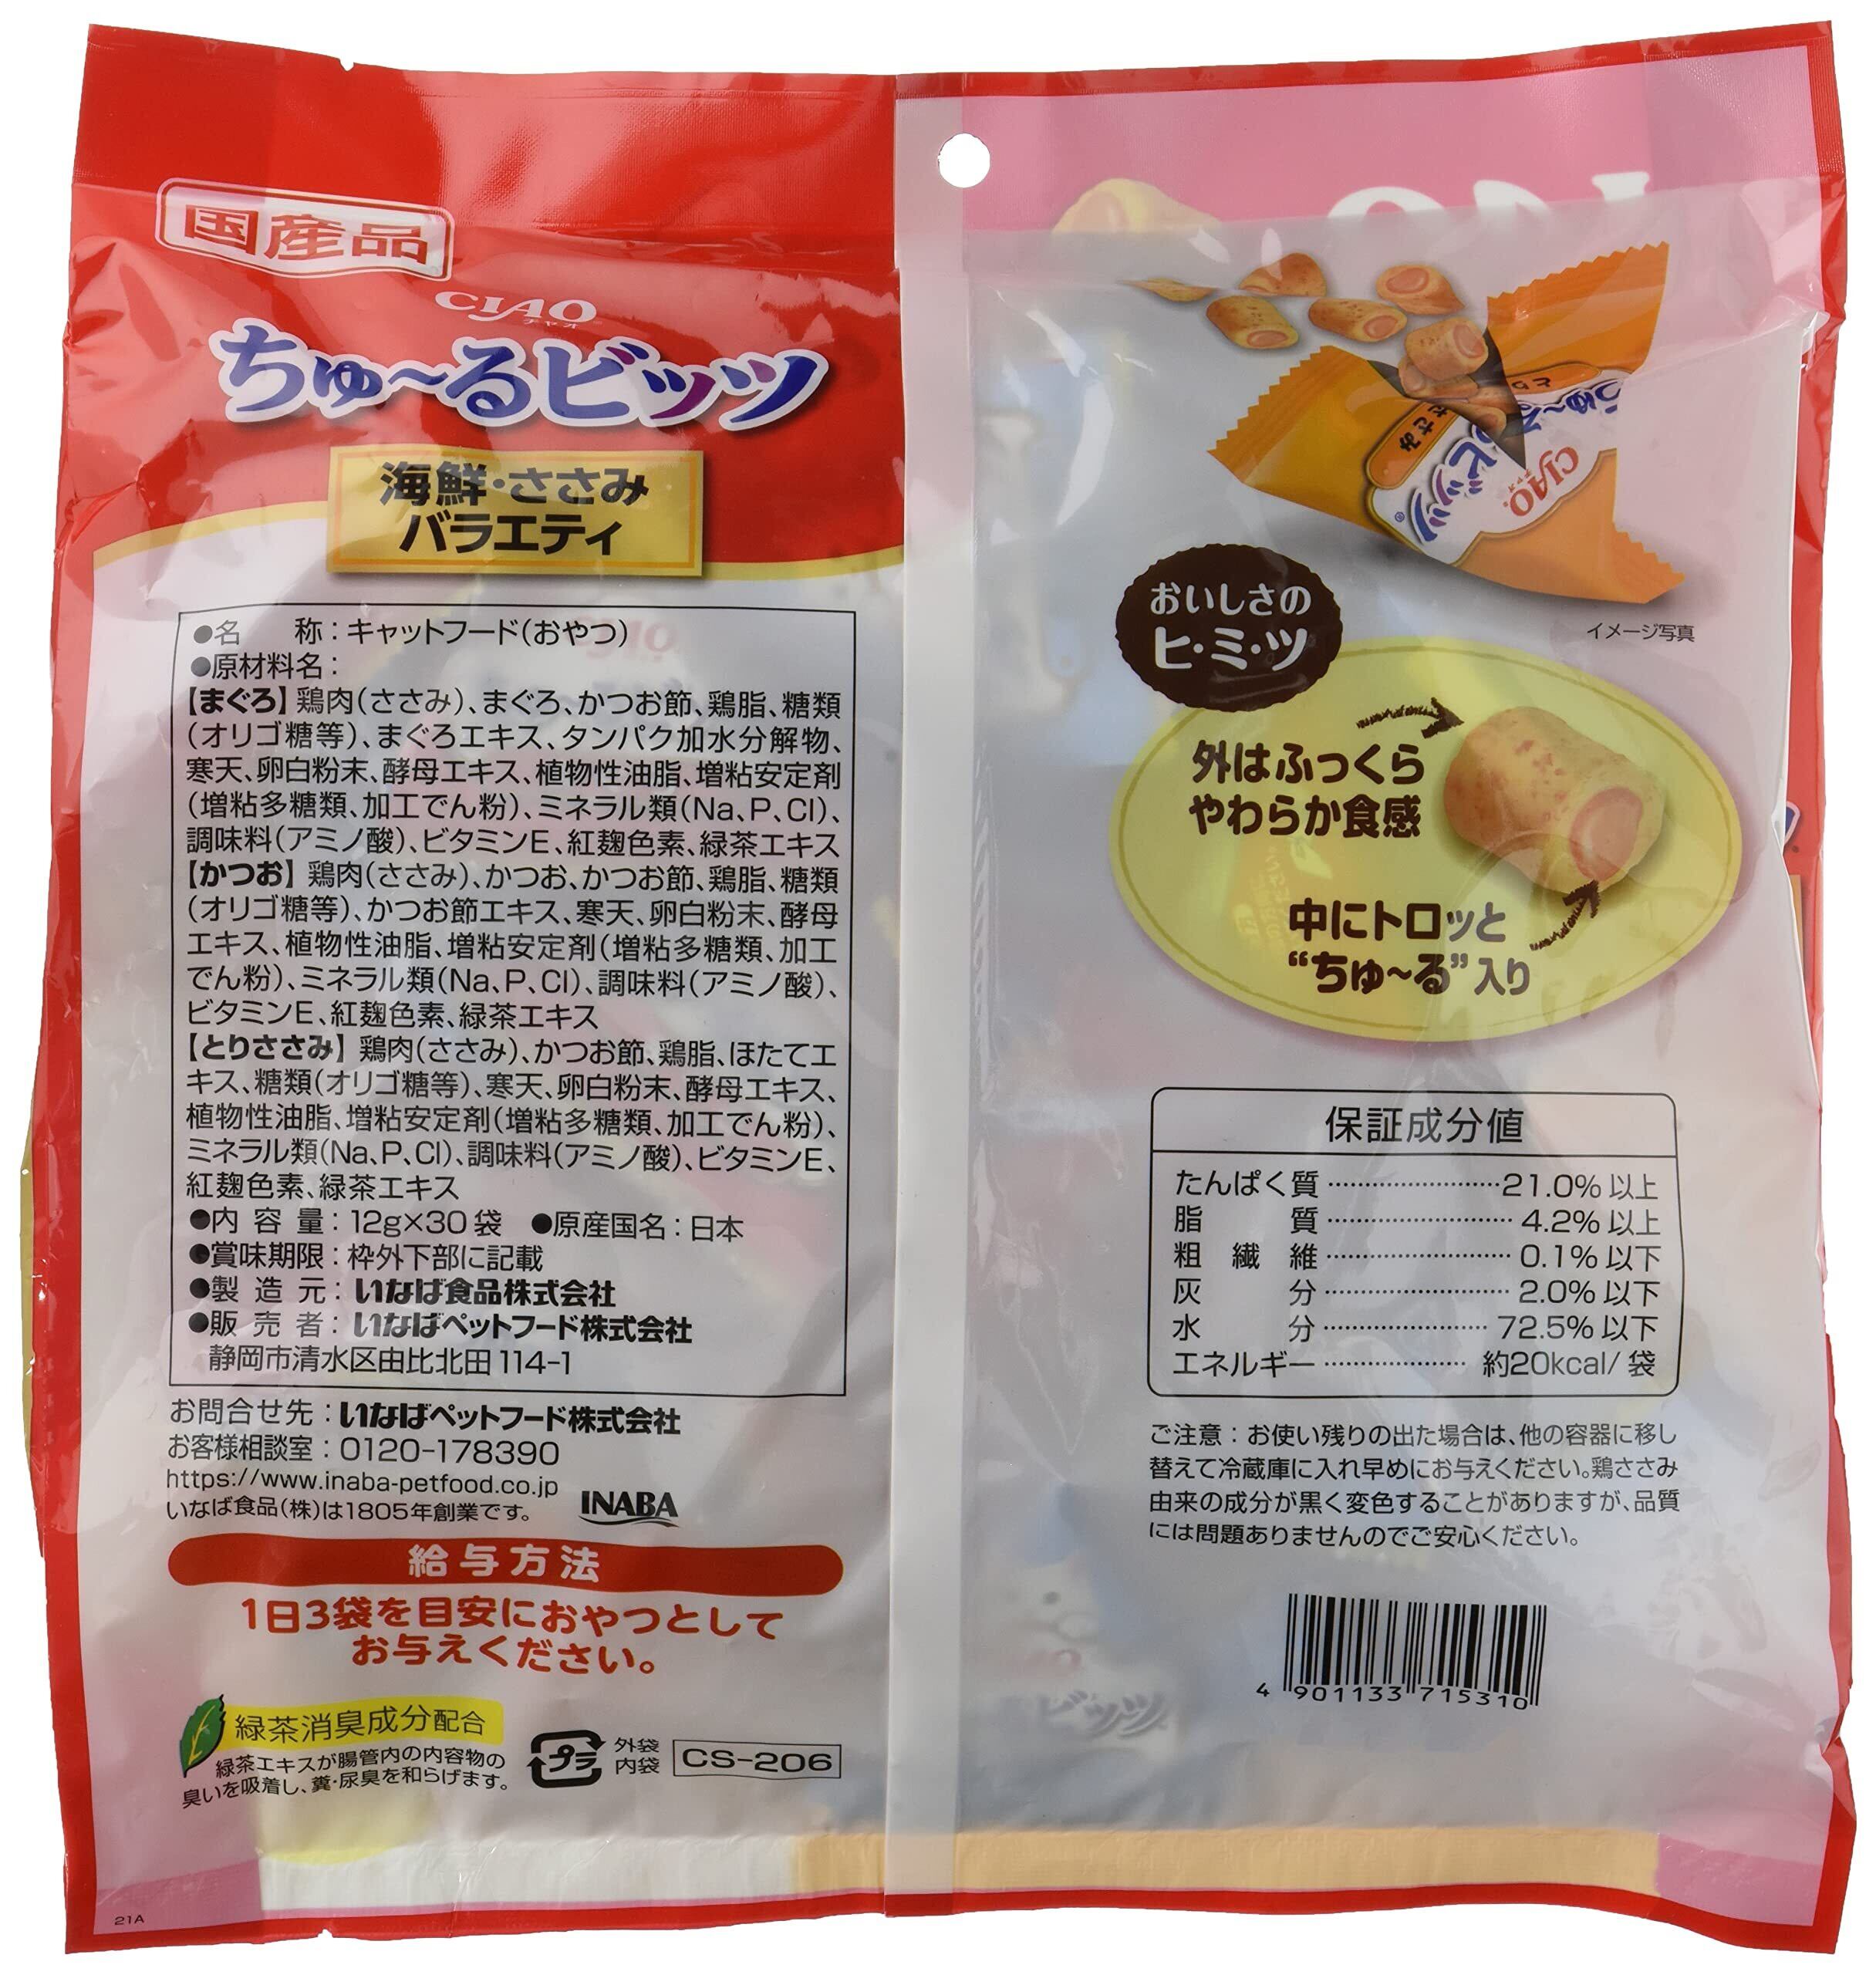 国産品
CIAO
チャオ
ちゅ～るビッツ
海鮮・ささみ
バラエティ
●名　　称：キャットフード(おやつ)
●原材料名：
【まぐろ】鶏肉(ささみ)、まぐろ、かつお節、鶏脂、糖類
(オリゴ糖等)、まぐろエキス、タンパク加水分解物、
寒天、卵白粉末、酵母エキス、植物性油脂、増粘安定剤
(増粘多糖類、加工でん粉)、ミネラル類(Na、P、Cl)、
調味料(アミノ酸)、ビタミンE、紅麹色素、緑茶エキス
【かつお】鶏肉(ささみ)、かつお、かつお節、鶏脂、糖類
(オリゴ糖等)、かつお節エキス、寒天、卵白粉末、酵母
エキス、植物性油脂、増粘安定剤(増粘多糖類、加工
でん粉)、ミネラル類(Na、P、Cl)、調味料(アミノ酸)、
ビタミンE、紅麹色素、緑茶エキス
【とりささみ】鶏肉(ささみ)、かつお節、鶏脂、ほたてエ
キス、糖類(オリゴ糖等)、寒天、卵白粉末、酵母エキス、
植物性油脂、増粘安定剤(増粘多糖類、加工でん粉)、
ミネラル類(Na、P、Cl)、調味料(アミノ酸)、ビタミンE、
紅麹色素、緑茶エキス
●内 容 量：12g×30袋　●原産国名：日本
●賞味期限：枠外下部に記載
●製 造 元：いなば食品株式会社
●販 売 者：いなばペットフード株式会社
静岡市清水区由比北田114-1
お問合せ先：いなばペットフード株式会社
お客様相談室：0120-178390
https://www.inaba-petfood.co.jp
いなば食品(株)は1805年創業です。
INABA
給与方法
1日3袋を目安におやつとして
お与えください。
緑茶消臭成分配合
緑茶エキスが腸管内の内容物の
臭いを吸着し、糞・尿臭を和らげます。
プラ
外袋
内袋
CS-206
21A
CIAO
チャオ
ちゅ～る
ビッツ
ささみ
イメージ写真
おいしさの
ヒ・ミ・ツ
外はふっくら
やわらか食感
中にトロッと
“ちゅ～る”入り
保証成分値
たんぱく質……………………21.0%以上
脂　　　質……………………4.2%以上
粗　繊　維……………………0.1%以下
灰　　　分……………………2.0%以下
水　　　分……………………72.5%以下
エネルギー………………約20kcal/袋
ご注意：お使い残りの出た場合は、他の容器に移し
替えて冷蔵庫に入れ早めにお与えください。鶏ささみ
由来の成分が黒く変色することがありますが、品質
には問題ありませんのでご安心ください。
4 901133 715310
ビッツ